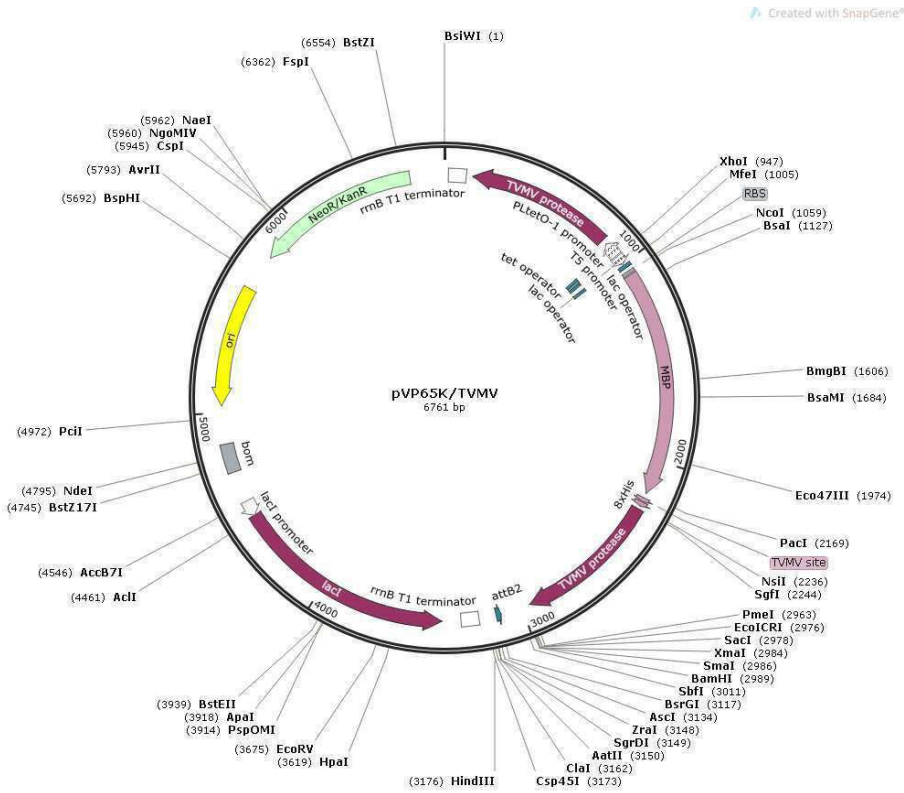 Created with SnapGene®
BsiWI (1)
(6554) BstZI
(6362) FspI
(5962) NaeI
(5960) NgoMIV
(5945) CspI
(5793) AvrII
(5692) BspHI
XhoI (947)
MfeI (1005)
RBS
NcoI (1059)
BsaI (1127)
BmgBI (1606)
BsaMI (1684)
Eco47III (1974)
PacI (2169)
TVMV site
NsiI (2236)
SgfI (2244)
PmeI (2963)
EcoICRI (2976)
SacI (2978)
XmaI (2984)
SmaI (2986)
BamHI (2989)
SbfI (3011)
BsrGI (3117)
AscI (3134)
ZraI (3148)
SgrDI (3149)
AatII (3150)
ClaI (3162)
Csp45I (3173)
(3176) HindIII
(3619) HpaI
(3675) EcoRV
(3914) PspOMI
(3918) ApaI
(3939) BstEII
(4461) AclI
(4546) AccB7I
(4745) BstZ17I
(4795) NdeI
(4972) PciI
NeoR/KanR
rrnB T1 terminator
TVMV protease
PLtetO-1 promoter
T5 promoter
lac operator
tet operator
lac operator
MBP
8xHis
TVMV protease
attB2
rrnB T1 terminator
lacI
lacI promoter
bom
ori
1000
2000
3000
4000
5000
6000
pVP65K/TVMV
6761 bp